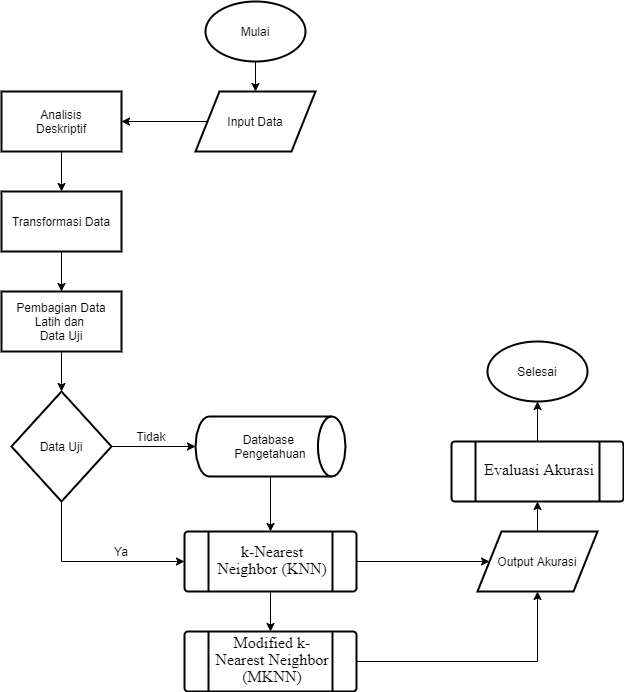 Mulai
Input Data
Analisis
Deskriptif
Transformasi Data
Pembagian Data
Latih dan
Data Uji
Data Uji
Tidak
Database
Pengetahuan
Ya
k-Nearest
Neighbor (KNN)
Modified k-
Nearest Neighbor
(MKNN)
Output Akurasi
Evaluasi Akurasi
Selesai